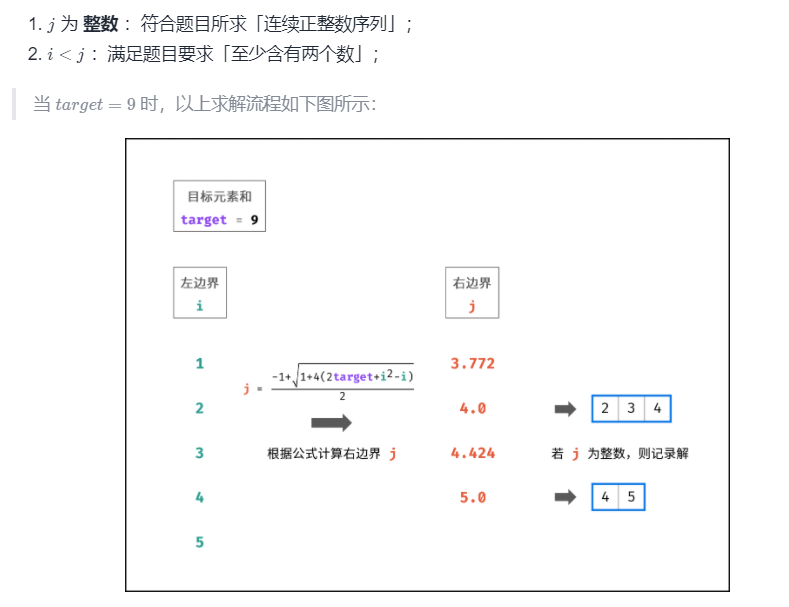 1. j 为 整数 ：符合题目所求「连续正整数序列」；
2. i < j ：满足题目要求「至少含有两个数」；
当 target = 9 时，以上求解流程如下图所示：
目标元素和
target = 9
左边界
i
右边界
j
1
3.772
j = (-1+√(1+4(2target+i²-i)))/2
2
4.0
2 3 4
3
根据公式计算右边界 j
4.424
若 j 为整数，则记录解
4
5.0
4 5
5